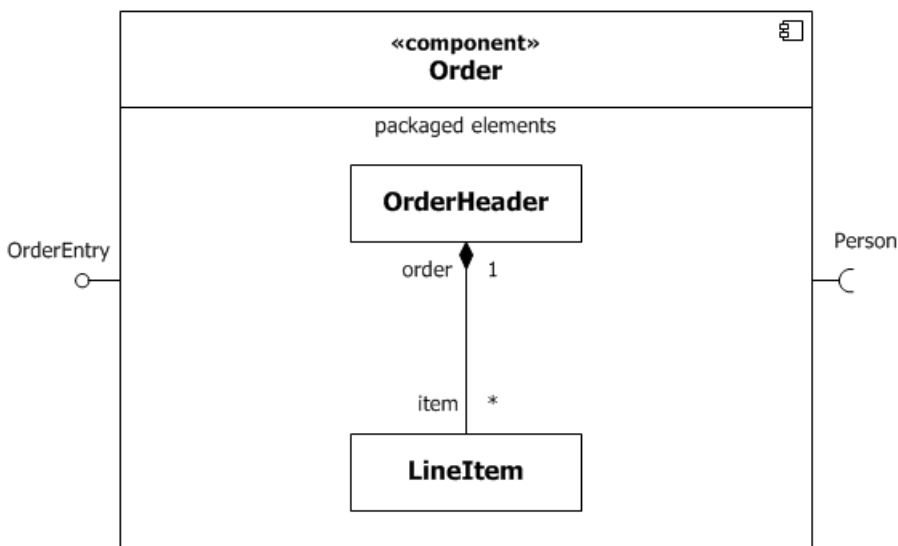 «component»
Order
packaged elements
OrderHeader
OrderEntry
Person
order 1
item *
LineItem